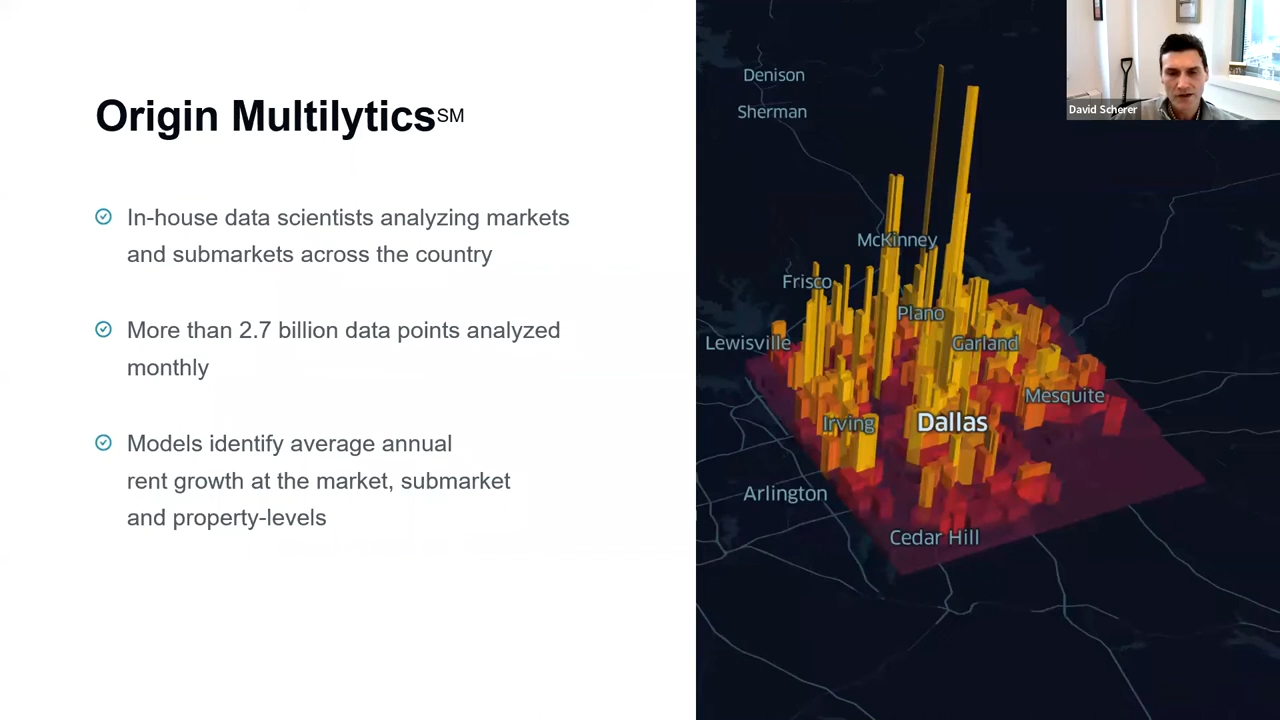 Origin Multilytics℠
In-house data scientists analyzing markets
and submarkets across the country
More than 2.7 billion data points analyzed
monthly
Models identify average annual
rent growth at the market, submarket
and property-levels
Denison
Sherman
McKinney
Frisco
Plano
Lewisville
Garland
Mesquite
Irving
Dallas
Arlington
Cedar Hill
David Scherer